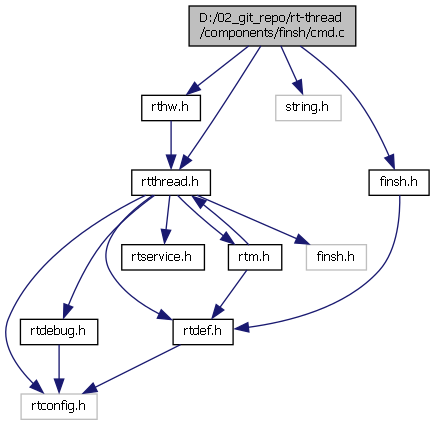 D:/02_git_repo/rt-thread
/components/finsh/cmd.c
rthw.h
string.h
rtthread.h
finsh.h
rtservice.h
rtm.h
finsh.h
rtdebug.h
rtdef.h
rtconfig.h